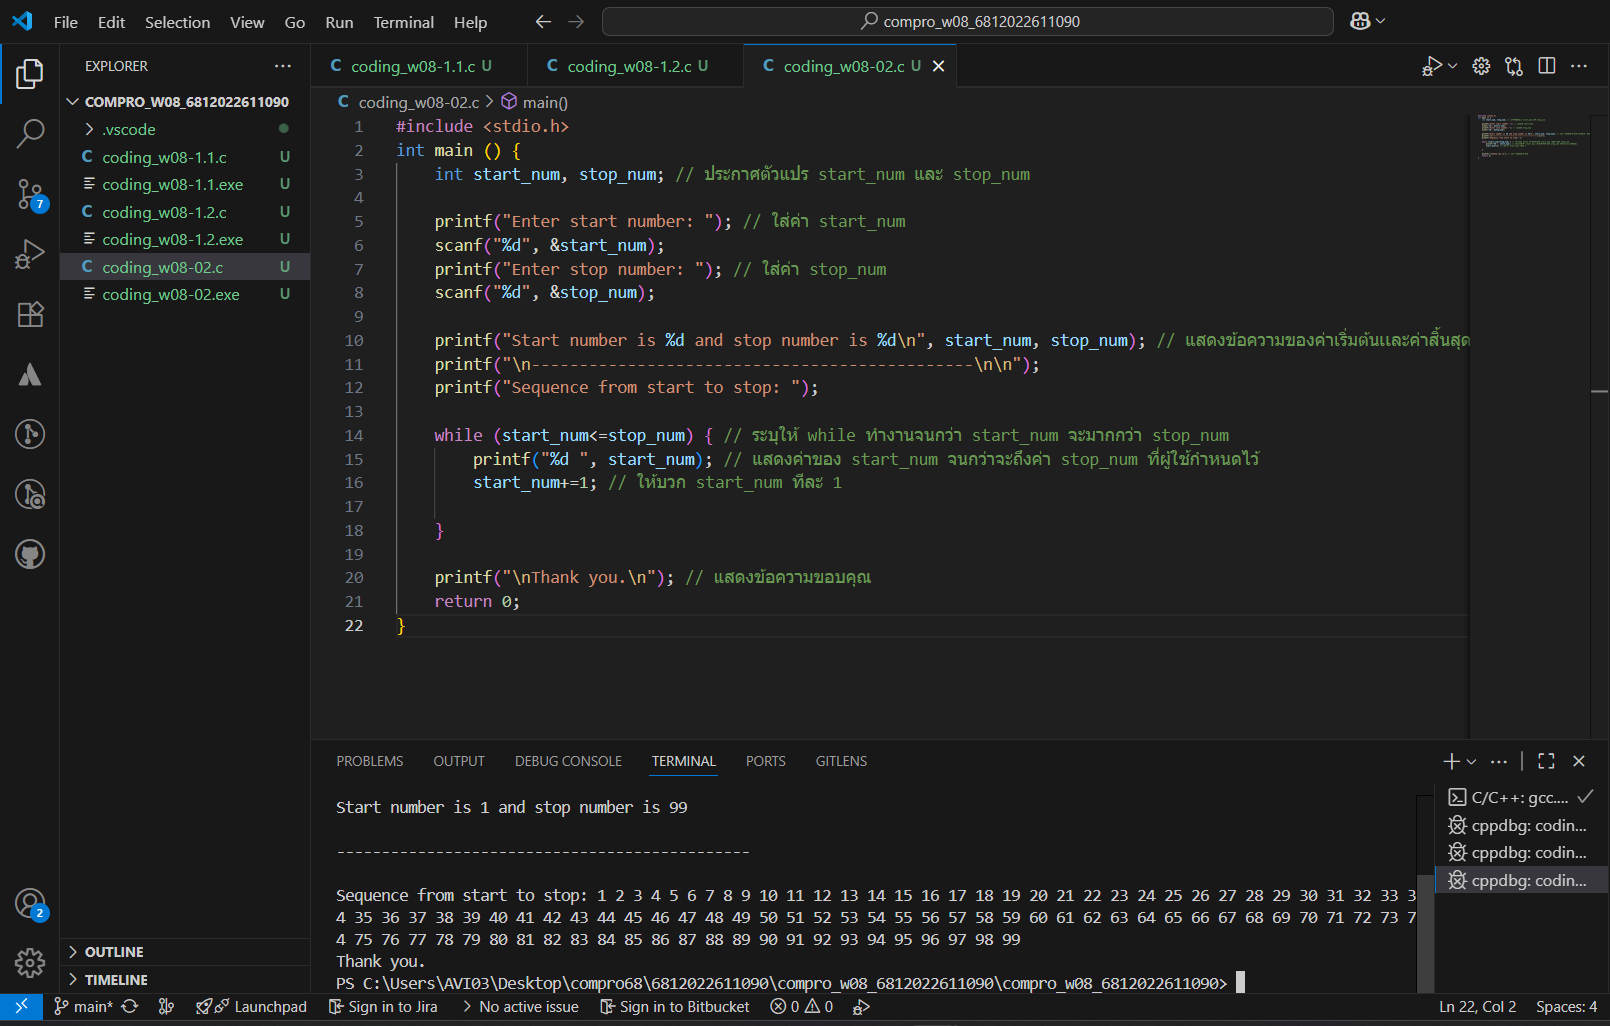 File Edit Selection View Go Run Terminal Help
compro_w08_6812022611090
EXPLORER
COMPRO_W08_6812022611090
.vscode
C coding_w08-1.1.c U
coding_w08-1.1.exe U
C coding_w08-1.2.c U
coding_w08-1.2.exe U
C coding_w08-02.c U
coding_w08-02.exe U
7
2
OUTLINE
TIMELINE
C coding_w08-1.1.c U
C coding_w08-1.2.c U
C coding_w08-02.c U
C coding_w08-02.c > main()
1 #include <stdio.h>
2 int main () {
3 int start_num, stop_num; // ประกาศตัวแปร start_num และ stop_num
4
5 printf("Enter start number: "); // ใส่ค่า start_num
6 scanf("%d", &start_num);
7 printf("Enter stop number: "); // ใส่ค่า stop_num
8 scanf("%d", &stop_num);
9
10 printf("Start number is %d and stop number is %d\n", start_num, stop_num); // แสดงข้อความของค่าเริ่มต้นและค่าสิ้นสุด
11 printf("\n----------------------------------------------\n\n");
12 printf("Sequence from start to stop: ");
13
14 while (start_num<=stop_num) { // ระบุให้ while ทำงานจนกว่า start_num จะมากกว่า stop_num
15 printf("%d ", start_num); // แสดงค่าของ start_num จนกว่าจะถึงค่า stop_num ที่ผู้ใช้กำหนดไว้
16 start_num+=1; // ให้บวก start_num ทีละ 1
17
18 }
19
20 printf("\nThank you.\n"); // แสดงข้อความขอบคุณ
21 return 0;
22 }
PROBLEMS OUTPUT DEBUG CONSOLE TERMINAL PORTS GITLENS
Start number is 1 and stop number is 99
----------------------------------------------
Sequence from start to stop: 1 2 3 4 5 6 7 8 9 10 11 12 13 14 15 16 17 18 19 20 21 22 23 24 25 26 27 28 29 30 31 32 33 3
4 35 36 37 38 39 40 41 42 43 44 45 46 47 48 49 50 51 52 53 54 55 56 57 58 59 60 61 62 63 64 65 66 67 68 69 70 71 72 73 7
4 75 76 77 78 79 80 81 82 83 84 85 86 87 88 89 90 91 92 93 94 95 96 97 98 99
Thank you.
PS C:\Users\AVI03\Desktop\compro68\6812022611090\compro_w08_6812022611090\compro_w08_6812022611090>
C/C++: gcc....
cppdbg: codin...
cppdbg: codin...
cppdbg: codin...
main* Launchpad Sign in to Jira No active issue Sign in to Bitbucket 0 0 Ln 22, Col 2 Spaces: 4